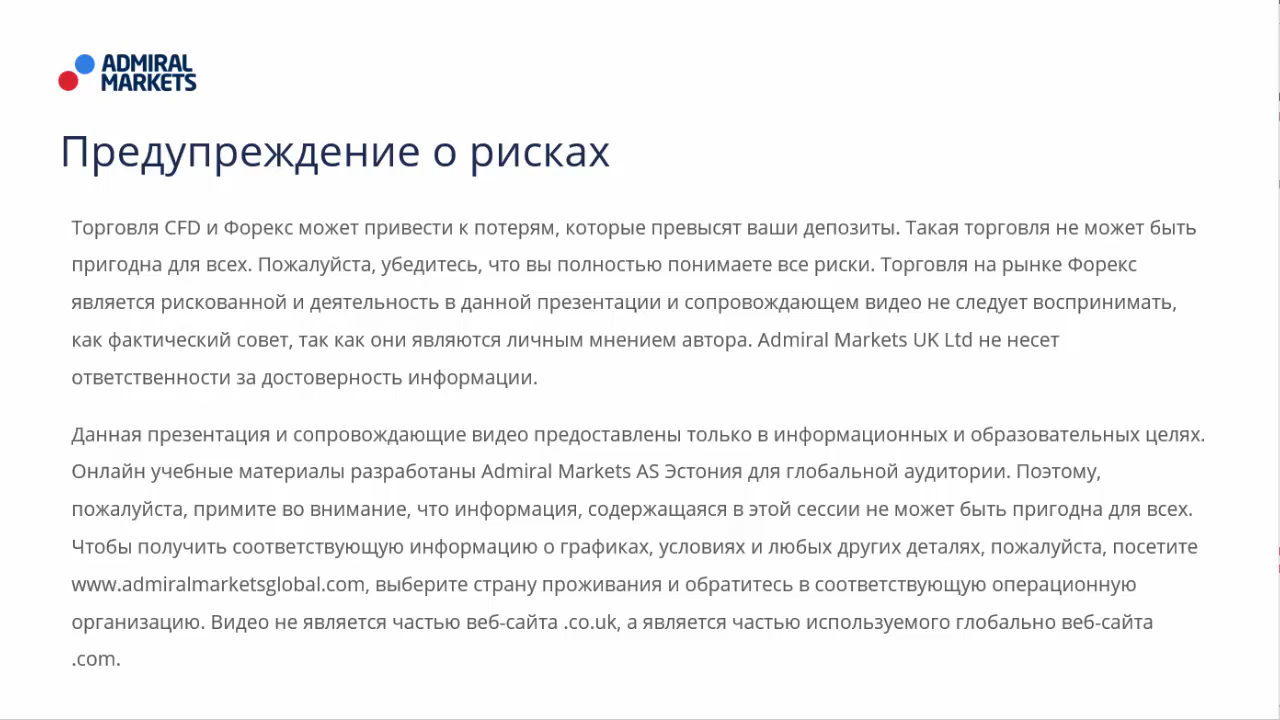 ADMIRAL
MARKETS
Предупреждение о рисках
Торговля CFD и Форекс может привести к потерям, которые превысят ваши депозиты. Такая торговля не может быть
пригодна для всех. Пожалуйста, убедитесь, что вы полностью понимаете все риски. Торговля на рынке Форекс
является рискованной и деятельность в данной презентации и сопровождающем видео не следует воспринимать,
как фактический совет, так как они являются личным мнением автора. Admiral Markets UK Ltd не несет
ответственности за достоверность информации.
Данная презентация и сопровождающие видео предоставлены только в информационных и образовательных целях.
Онлайн учебные материалы разработаны Admiral Markets AS Эстония для глобальной аудитории. Поэтому,
пожалуйста, примите во внимание, что информация, содержащаяся в этой сессии не может быть пригодна для всех.
Чтобы получить соответствующую информацию о графиках, условиях и любых других деталях, пожалуйста, посетите
www.admiralmarketsglobal.com, выберите страну проживания и обратитесь в соответствующую операционную
организацию. Видео не является частью веб-сайта .co.uk, а является частью используемого глобально веб-сайта
.com.